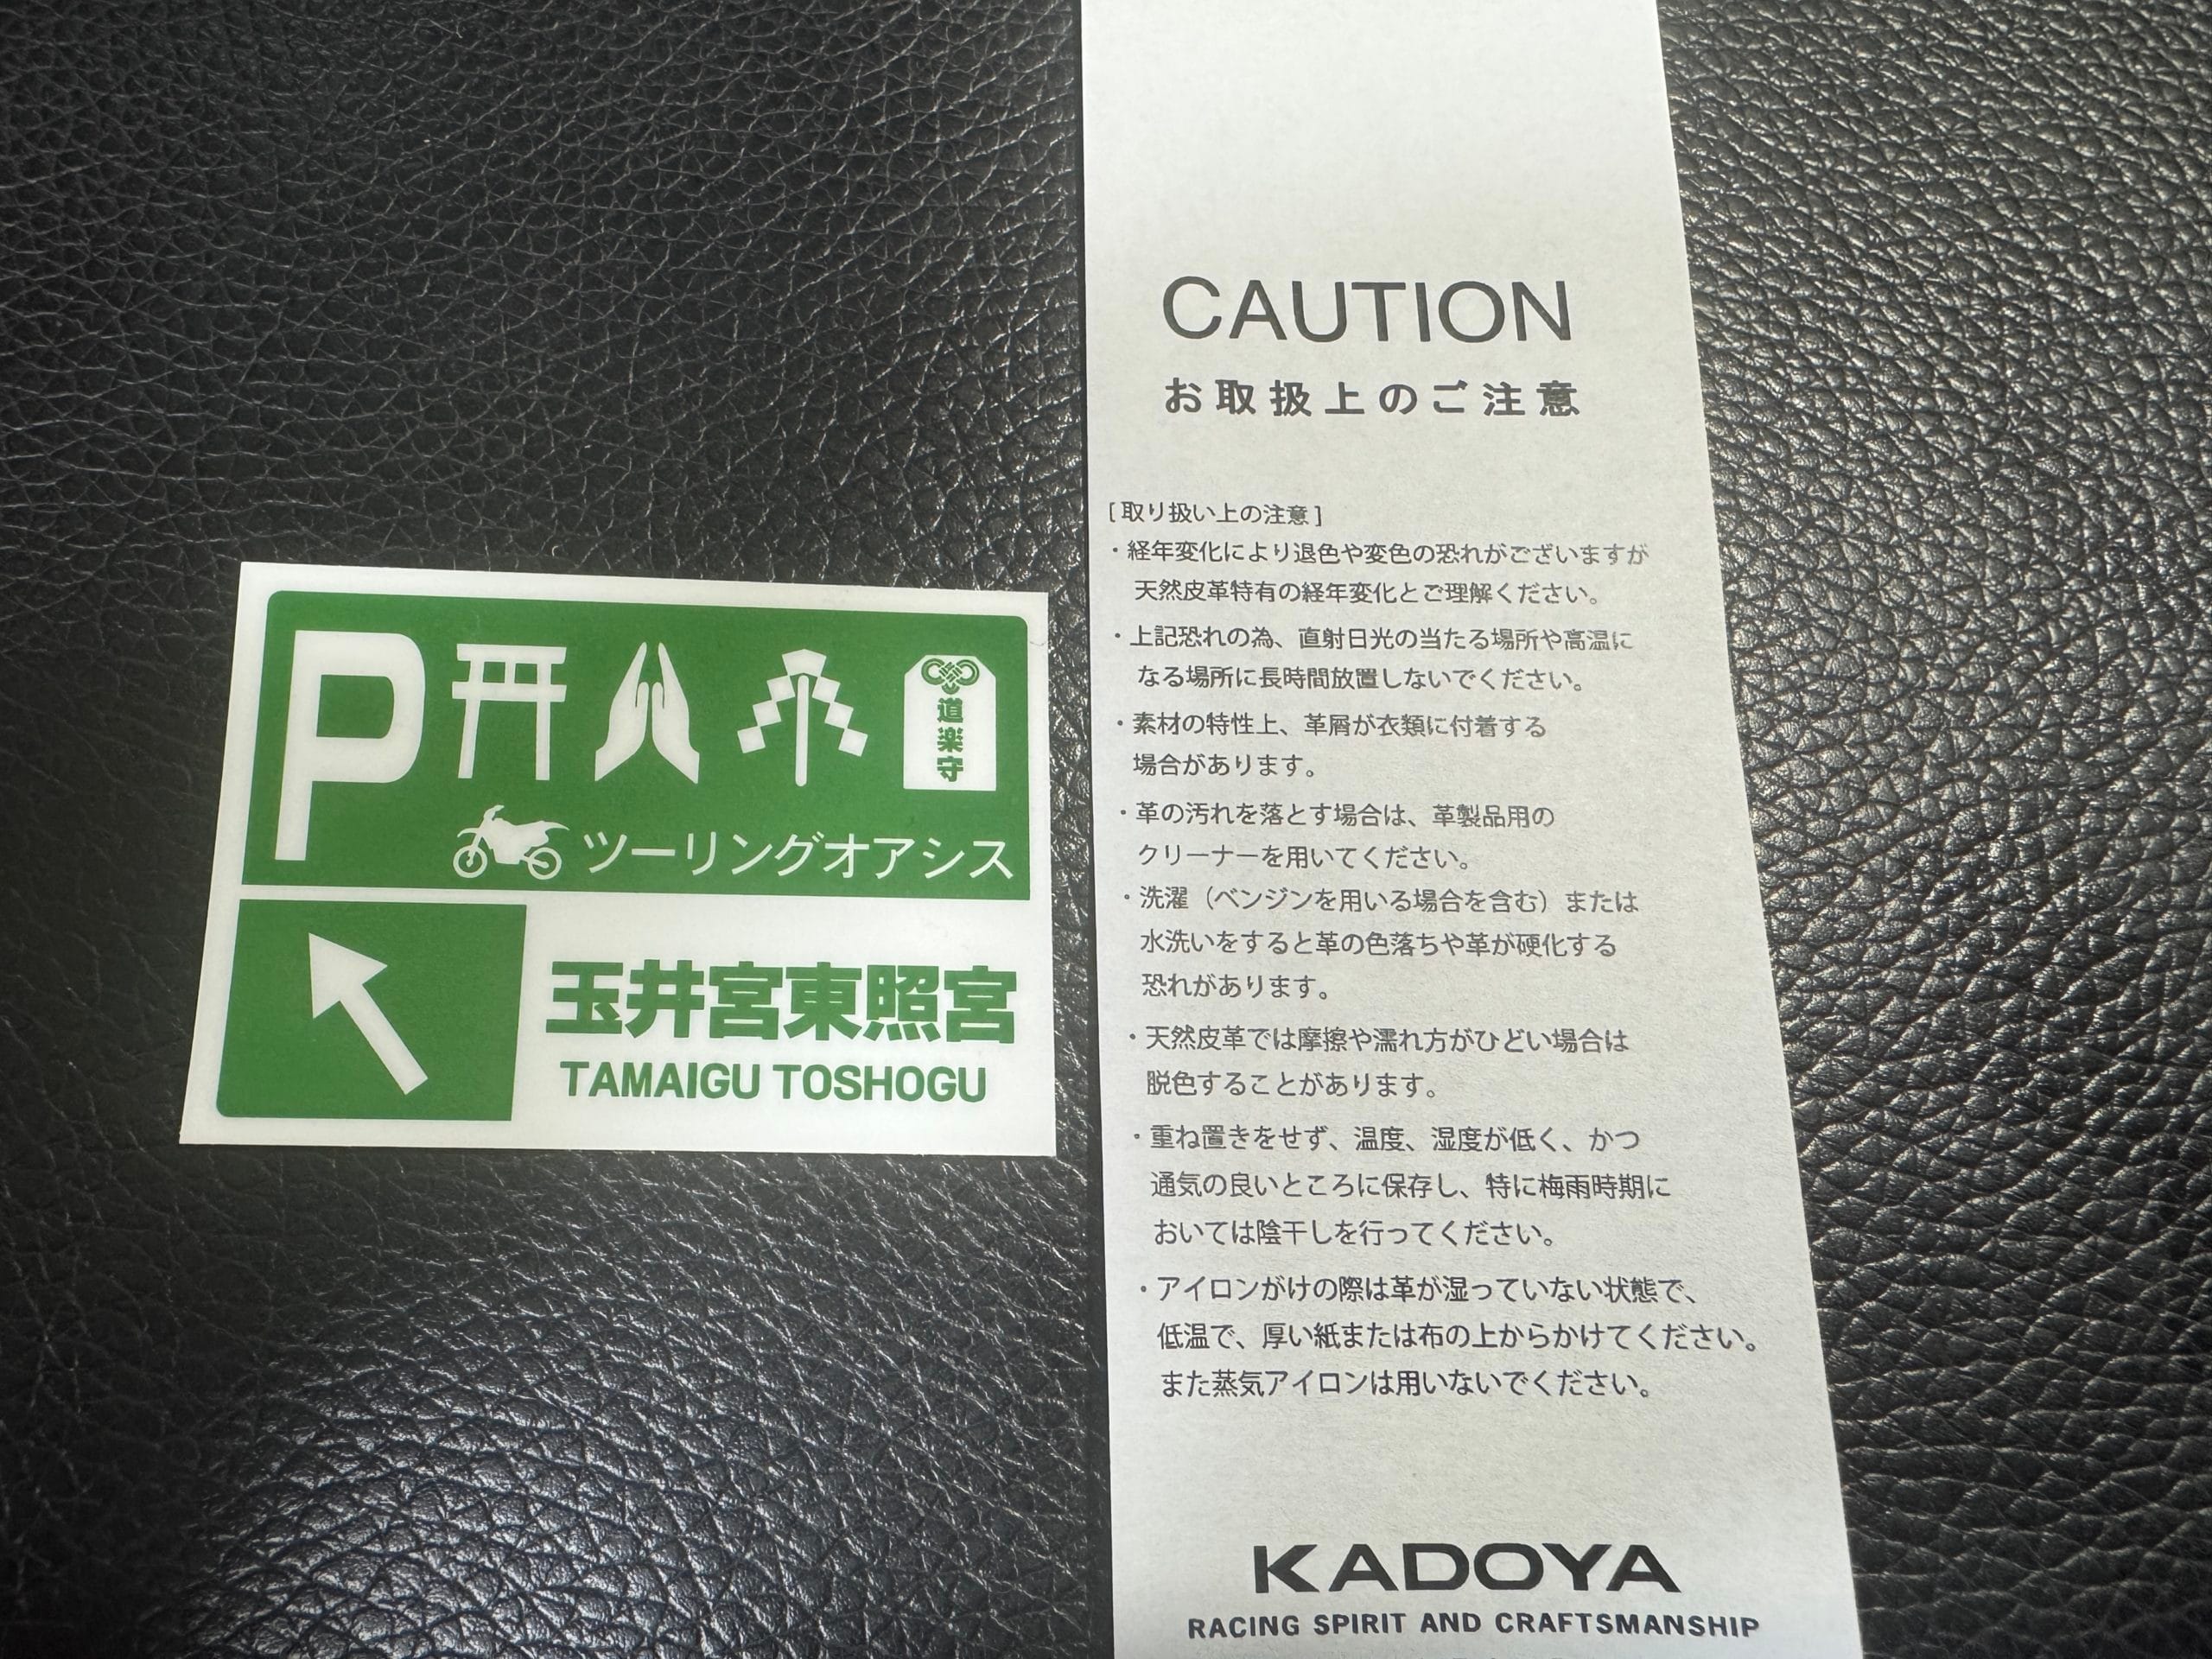 P
道楽守
ツーリングオアシス
玉井宮東照宮
TAMAIGU TOSHOGU
CAUTION
お取扱上のご注意
[取り扱い上の注意]
・経年変化により退色や変色の恐れがございますが
天然皮革特有の経年変化とご理解ください。
・上記恐れの為、直射日光の当たる場所や高温に
なる場所に長時間放置しないでください。
・素材の特性上、革屑が衣類に付着する
場合があります。
・革の汚れを落とす場合は、革製品用の
クリーナーを用いてください。
・洗濯（ベンジンを用いる場合を含む）または
水洗いをすると革の色落ちや革が硬化する
恐れがあります。
・天然皮革では摩擦や濡れ方がひどい場合は
脱色することがあります。
・重ね置きをせず、温度、湿度が低く、かつ
通気の良いところに保存し、特に梅雨時期に
おいては陰干しを行ってください。
・アイロンがけの際は革が湿っていない状態で、
低温で、厚い紙または布の上からかけてください。
また蒸気アイロンは用いないでください。
KADOYA
RACING SPIRIT AND CRAFTSMANSHIP